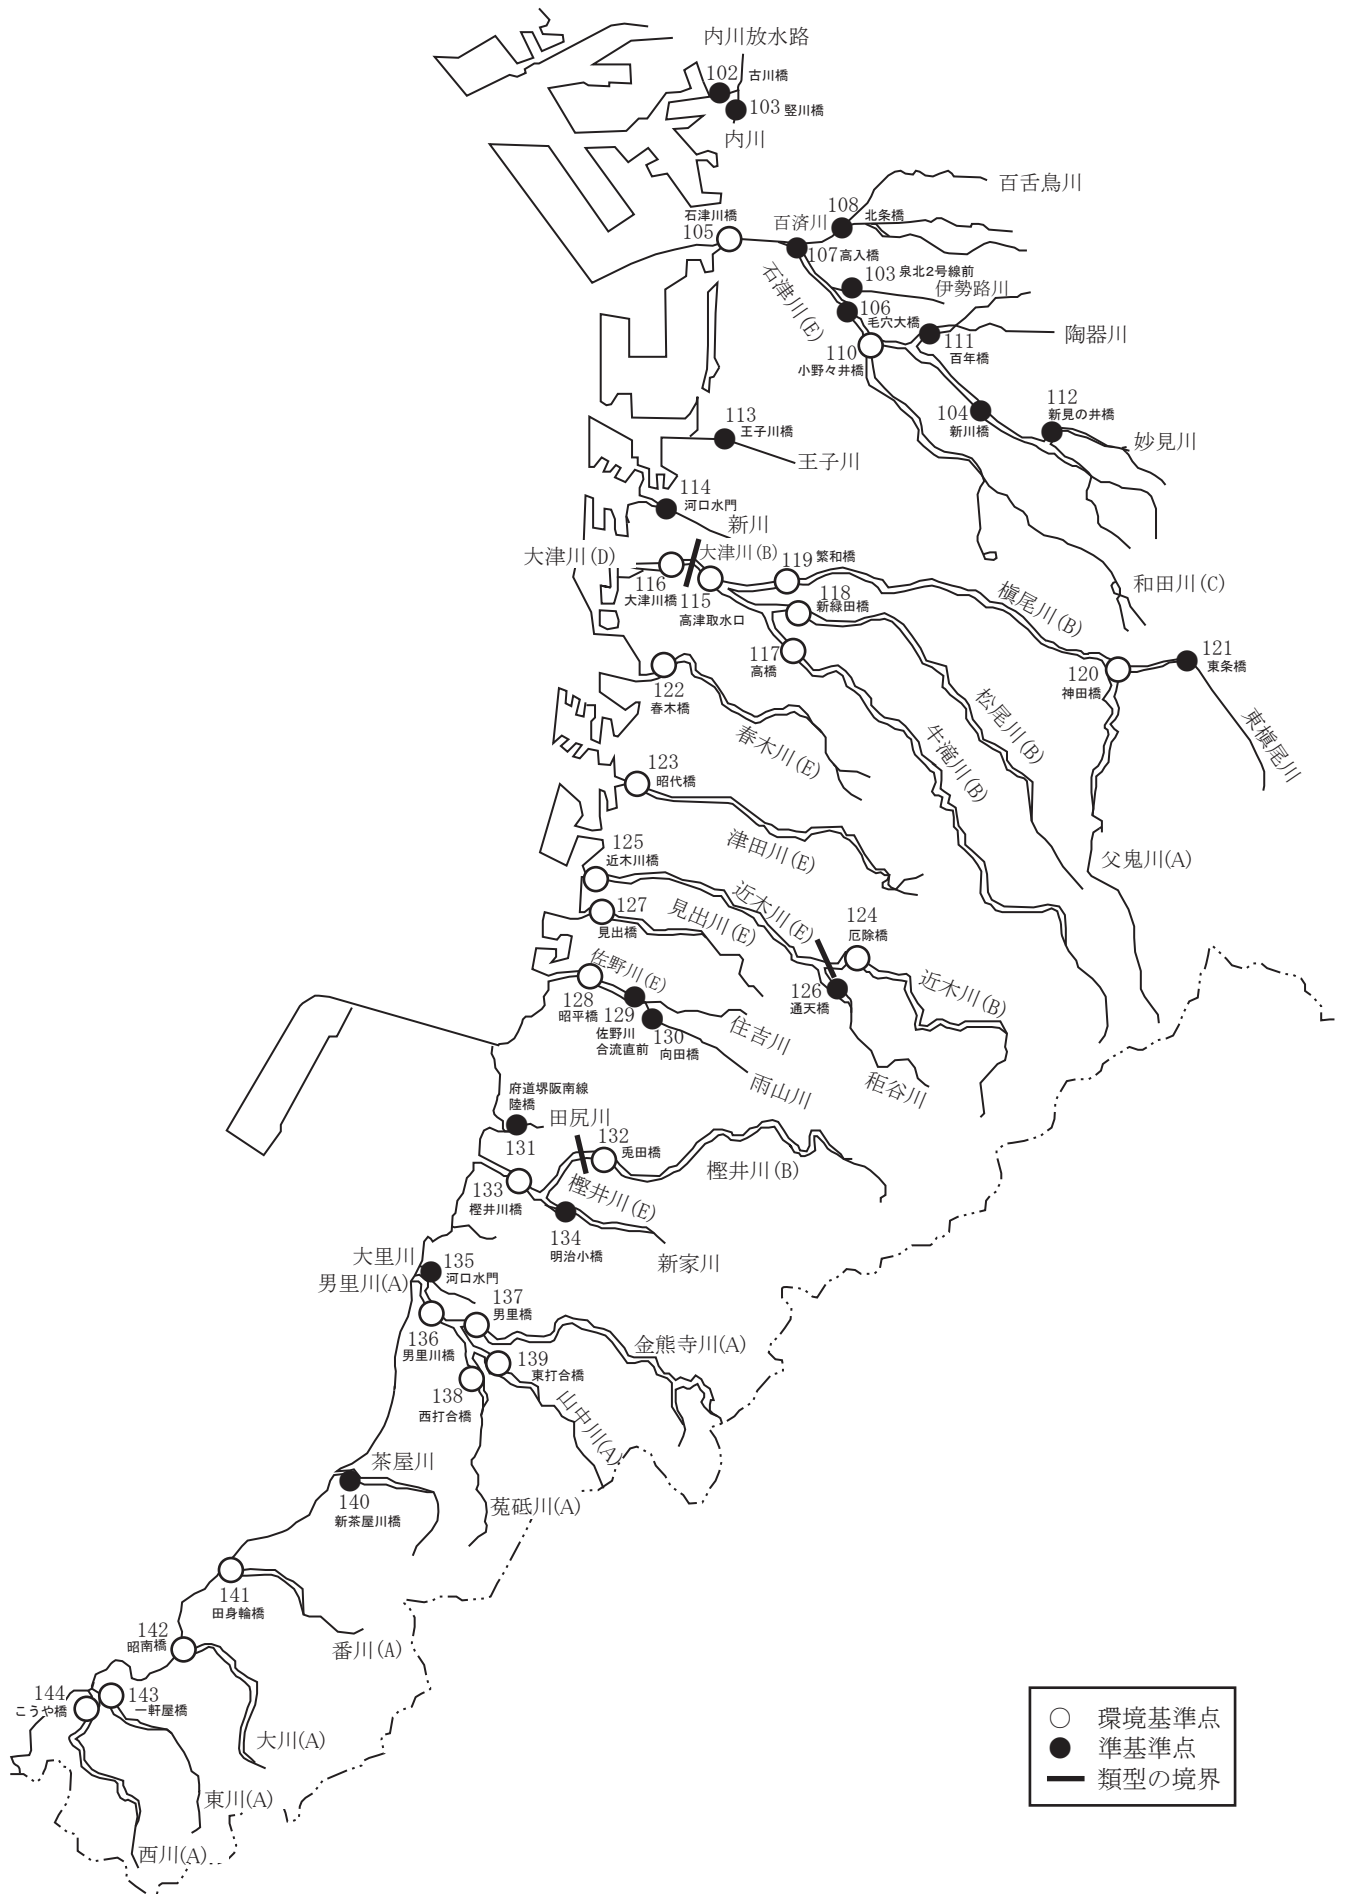 内川放水路
102 古川橋
103 竪川橋
内川
百舌鳥川
石津川橋
105
百済川
108
北条橋
107 高入橋
103 泉北2号線前
伊勢路川
石津川(E)
106
毛穴大橋
陶器川
110
小野々井橋
111
百年橋
104
新川橋
112
新見の井橋
妙見川
113
王子川橋
王子川
114
河口水門
新川
和田川(C)
大津川(D)
大津川(B)
116
大津川橋
115
高津取水口
119 繁和橋
118
新緑田橋
槇尾川(B)
117
高橋
120
神田橋
121
東条橋
東槇尾川
122
春木橋
春木川(E)
松尾川(B)
牛滝川(B)
父鬼川(A)
123
昭代橋
津田川(E)
125
近木川橋
近木川(E)
127
見出橋
見出川(E)
124
厄除橋
126
通天橋
近木川(B)
秬谷川
佐野川(E)
128
昭平橋
129
佐野川
合流直前
130
向田橋
住吉川
雨山川
府道堺阪南線
陸橋
131
田尻川
132
兎田橋
樫井川(B)
133
樫井川橋
樫井川(E)
134
明治小橋
新家川
大里川
男里川(A)
135
河口水門
136
男里川橋
137
男里橋
金熊寺川(A)
139
東打合橋
138
西打合橋
山中川(A)
菟砥川(A)
茶屋川
140
新茶屋川橋
141
田身輪橋
番川(A)
142
昭南橋
大川(A)
144
こうや橋
143
一軒屋橋
東川(A)
西川(A)
環境基準点
準基準点
類型の境界